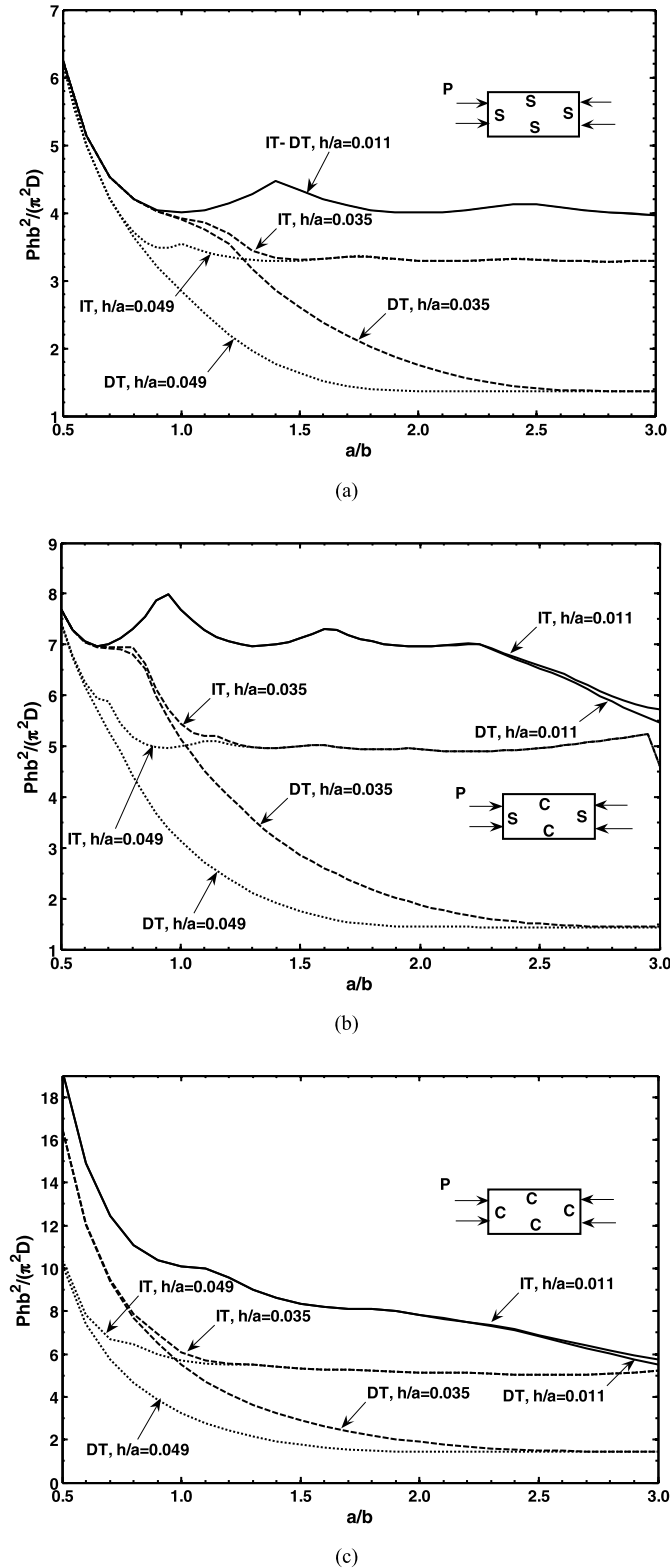 7
6
5
4
3
2
1
Phb²/(π²D)
P
S
S S
S
IT- DT, h/a=0.011
IT, h/a=0.035
IT, h/a=0.049
DT, h/a=0.035
DT, h/a=0.049
0.5 1.0 1.5 2.0 2.5 3.0
a/b
(a)
9
8
7
6
5
4
3
2
1
Phb²/(π²D)
IT, h/a=0.011
IT, h/a=0.035
DT, h/a=0.011
P
C
S S
C
DT, h/a=0.035
IT, h/a=0.049
DT, h/a=0.049
0.5 1.0 1.5 2.0 2.5 3.0
a/b
(b)
18
16
14
12
10
8
6
4
2
0
Phb²/(π²D)
P
C
C C
C
IT, h/a=0.049
IT, h/a=0.011
IT, h/a=0.035
DT, h/a=0.035
DT, h/a=0.011
DT, h/a=0.049
0.5 1.0 1.5 2.0 2.5 3.0
a/b
(c)